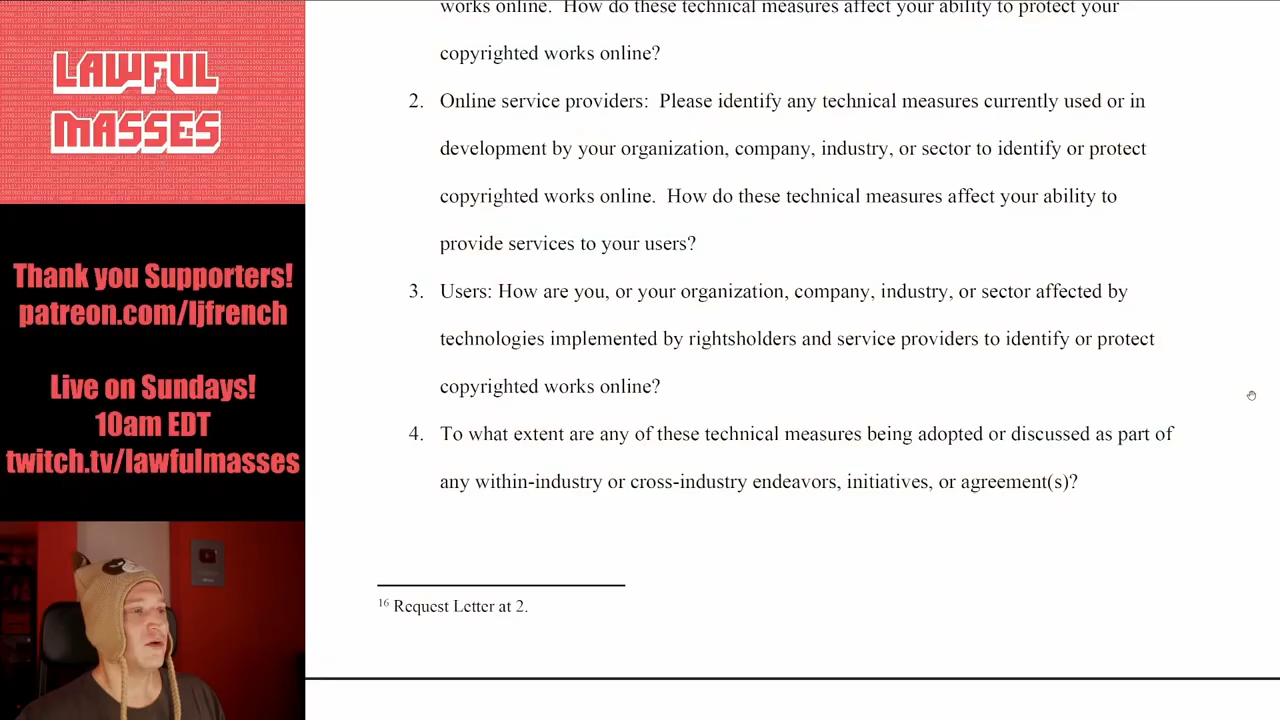 LAWFUL
MASSES
Thank you Supporters!
patreon.com/ljfrench
Live on Sundays!
10am EDT
twitch.tv/lawfulmasses
works online.  How do these technical measures affect your ability to protect your
copyrighted works online?
2. Online service providers:  Please identify any technical measures currently used or in
development by your organization, company, industry, or sector to identify or protect
copyrighted works online.  How do these technical measures affect your ability to
provide services to your users?
3. Users: How are you, or your organization, company, industry, or sector affected by
technologies implemented by rightsholders and service providers to identify or protect
copyrighted works online?
4. To what extent are any of these technical measures being adopted or discussed as part of
any within-industry or cross-industry endeavors, initiatives, or agreement(s)?
16 Request Letter at 2.